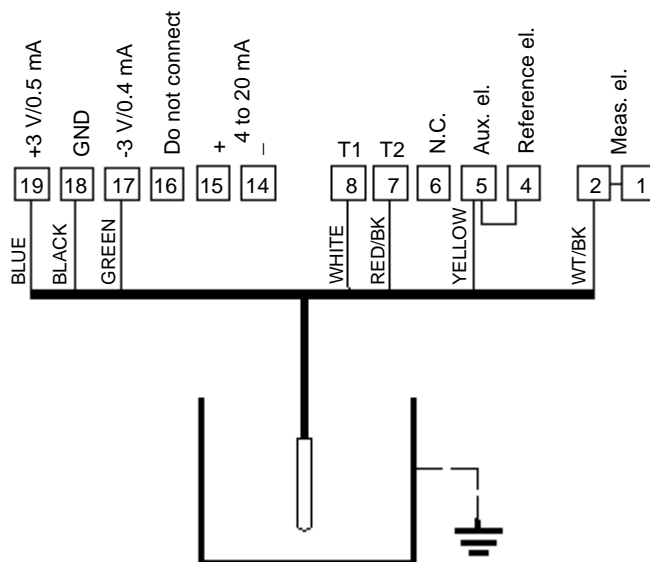 +3 V/0.5 mA
GND
-3 V/0.4 mA
Do not connect
+
4 to 20 mA
–
T1
T2
N.C.
Aux. el.
Reference el.
Meas. el.
19
18
17
16
15
14
8
7
6
5
4
2
1
BLUE
BLACK
GREEN
WHITE
RED/BK
YELLOW
WT/BK